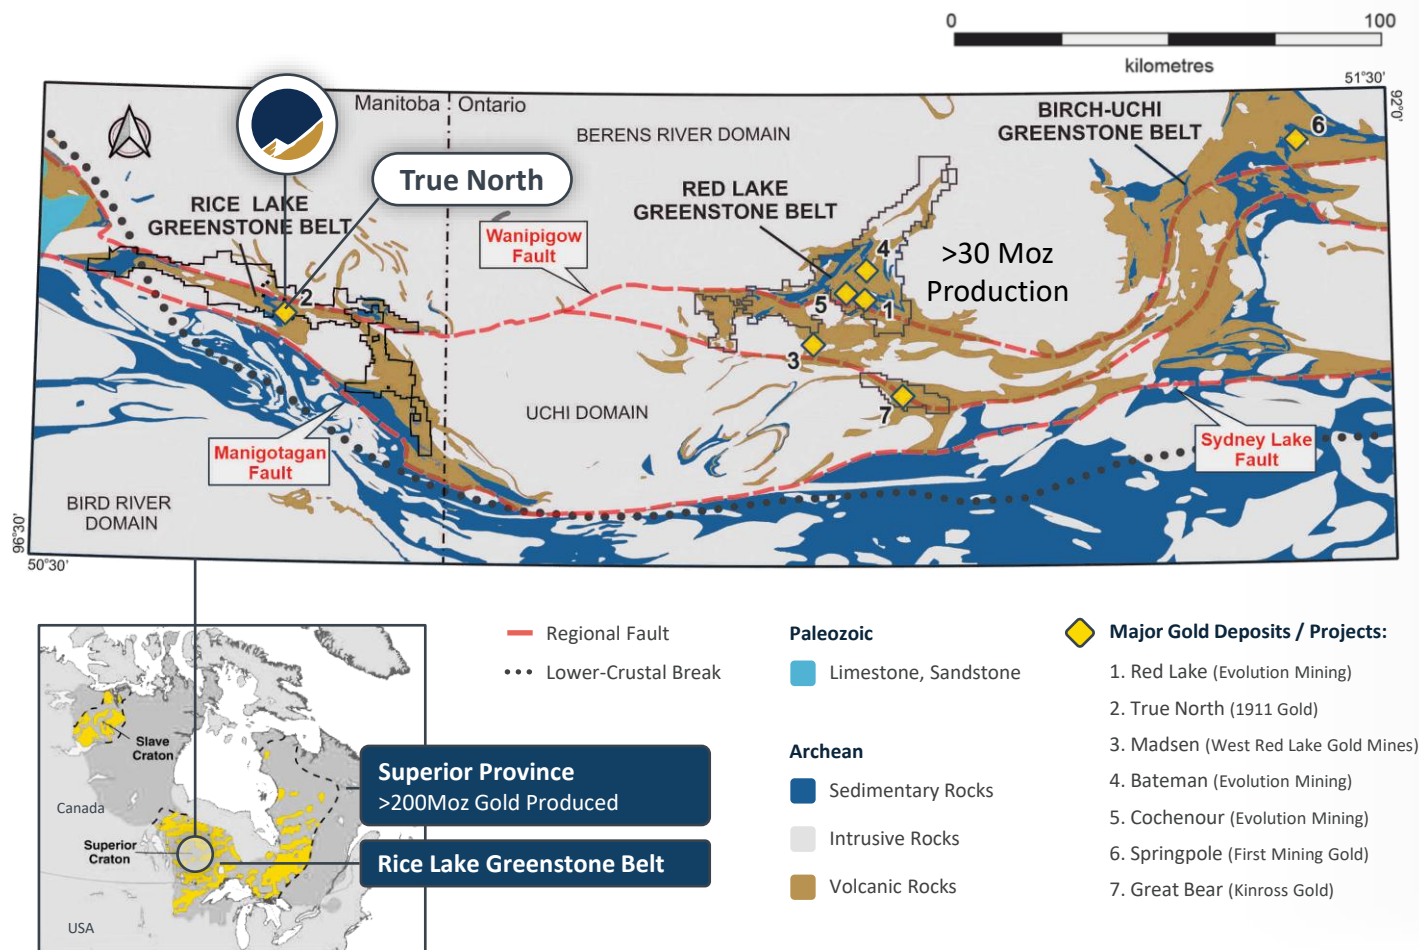 0 100
kilometres
51°30'
92°0'
Manitoba Ontario
BERENS RIVER DOMAIN
BIRCH-UCHI
GREENSTONE BELT
6
True North
RICE LAKE
GREENSTONE BELT
RED LAKE
GREENSTONE BELT
Wanipigow
Fault
4
>30 Moz
Production
2
5
1
3
7
UCHI DOMAIN
Manigotagan
Fault
Sydney Lake
Fault
BIRD RIVER
DOMAIN
96°30'
50°30'
Regional Fault
Lower-Crustal Break
Paleozoic
Limestone, Sandstone
Archean
Sedimentary Rocks
Intrusive Rocks
Volcanic Rocks
Major Gold Deposits / Projects:
1. Red Lake (Evolution Mining)
2. True North (1911 Gold)
3. Madsen (West Red Lake Gold Mines)
4. Bateman (Evolution Mining)
5. Cochenour (Evolution Mining)
6. Springpole (First Mining Gold)
7. Great Bear (Kinross Gold)
Slave
Craton
Canada
Superior
Craton
USA
Superior Province
>200Moz Gold Produced
Rice Lake Greenstone Belt